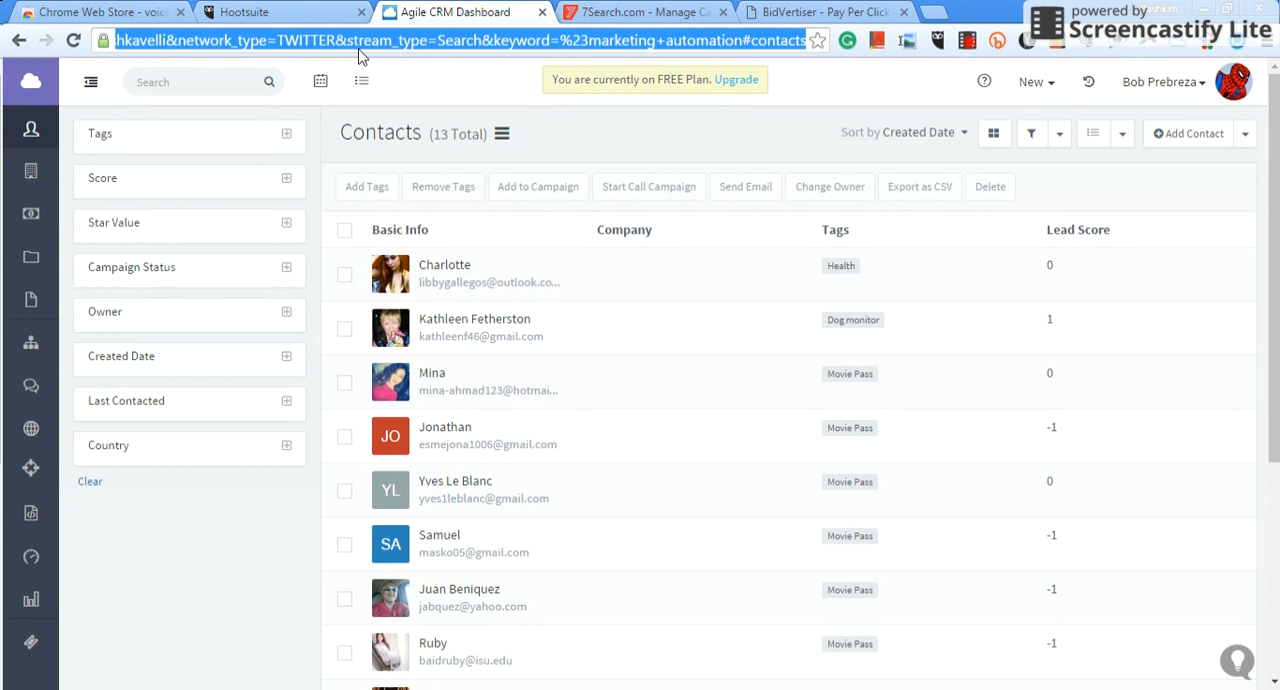 Chrome Web Store - voice
Hootsuite
Agile CRM Dashboard
7Search.com - Manage Ca
BidVertiser - Pay Per Click
powered by
Screencastify Lite
hkavelli&network_type=TWITTER&stream_type=Search&keyword=%23marketing+automation#contacts
Search
You are currently on FREE Plan. Upgrade
New
Bob Prebreza
Tags
Score
Star Value
Campaign Status
Owner
Created Date
Last Contacted
Country
Clear
Contacts (13 Total)
Sort by Created Date
Add Contact
Add Tags
Remove Tags
Add to Campaign
Start Call Campaign
Send Email
Change Owner
Export as CSV
Delete
Basic Info Company Tags Lead Score
Charlotte Health 0
libbygallegos@outlook.co...
Kathleen Fetherston Dog monitor 1
kathleenf46@gmail.com
Mina Movie Pass 0
mina-ahmad123@hotmai...
JO Jonathan Movie Pass -1
esmejona1006@gmail.com
YL Yves Le Blanc Movie Pass 0
yves1leblanc@gmail.com
SA Samuel Movie Pass -1
masko05@gmail.com
Juan Beniquez Movie Pass -1
jabquez@yahoo.com
Ruby Movie Pass -1
baidruby@isu.edu